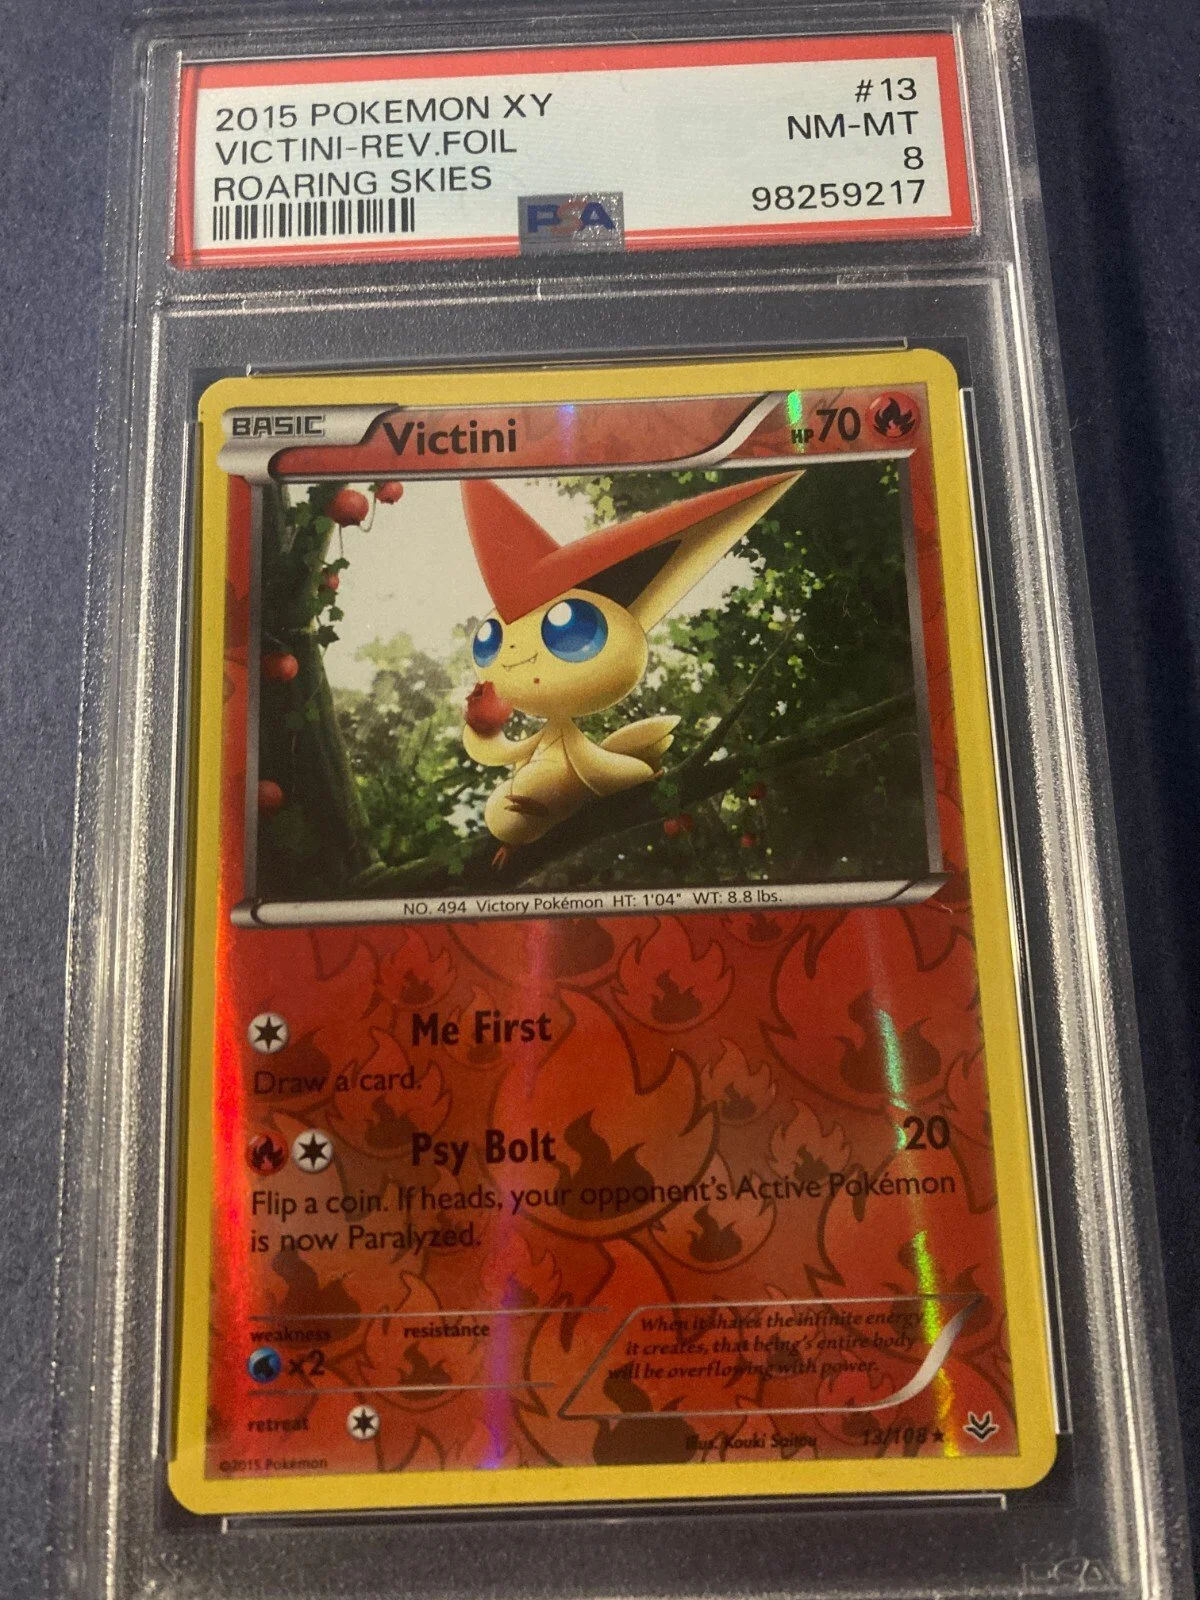 2015 POKEMON XY #13
VICTINI-REV.FOIL NM-MT
ROARING SKIES 8
98259217
PSA
BASIC Victini HP 70
NO. 494 Victory Pokémon HT: 1'04" WT: 8.8 lbs.
Me First
Draw a card.
Psy Bolt 20
Flip a coin. If heads, your opponent's Active Pokémon
is now Paralyzed.
weakness resistance
×2
When it shares the infinite energy
it creates, that being's entire body
will be overflowing with power.
retreat
Illus. Kouki Saitou 13/108 ★
©2015 Pokémon
PSA